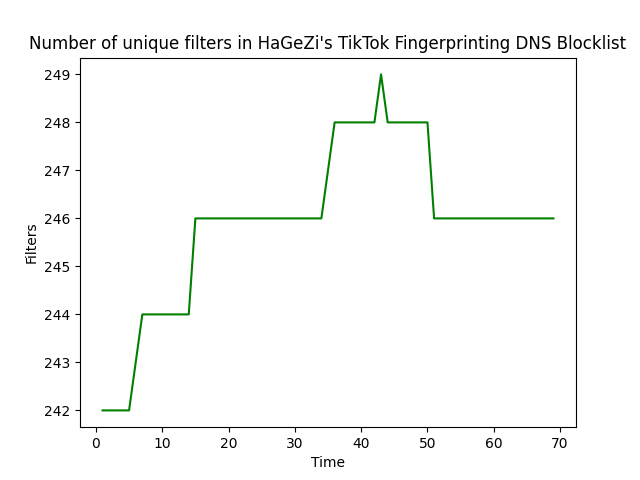 Number of unique filters in HaGeZi's TikTok Fingerprinting DNS Blocklist
249
248
247
246
245
244
243
242
Filters
0 10 20 30 40 50 60 70
Time